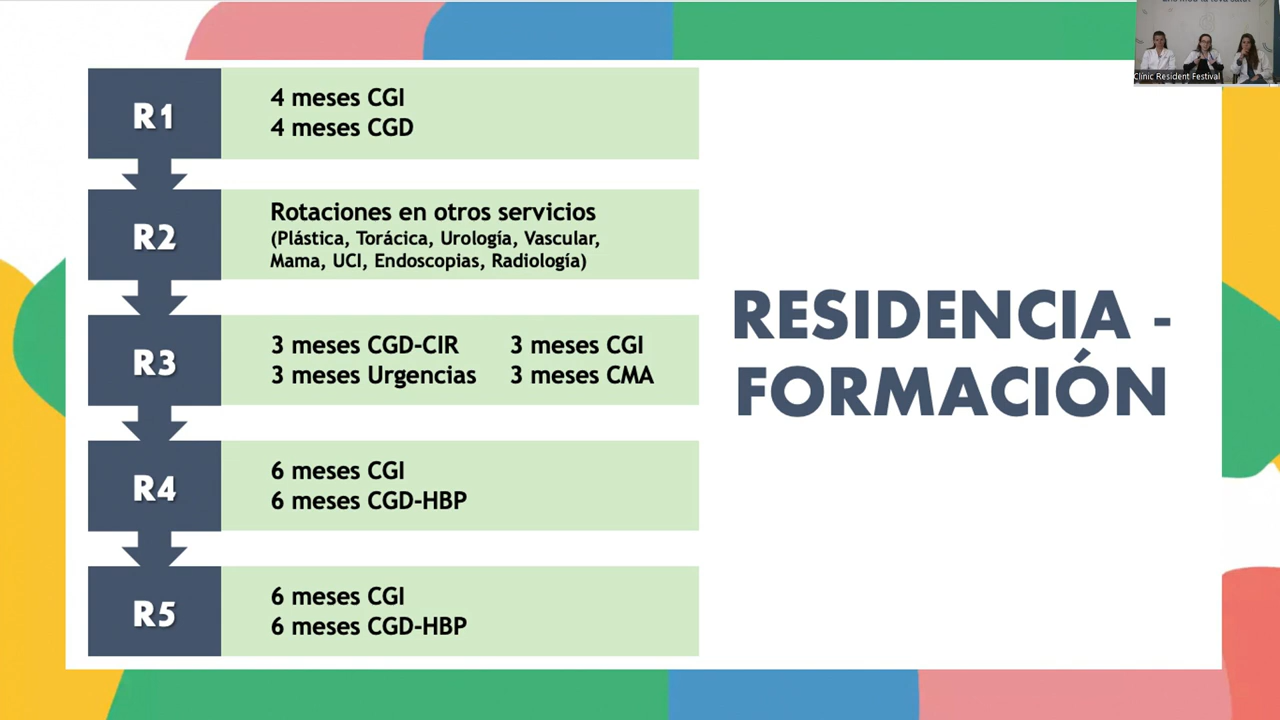 R1
4 meses CGI
4 meses CGD
R2
Rotaciones en otros servicios
(Plástica, Torácica, Urología, Vascular,
Mama, UCI, Endoscopias, Radiología)
R3
3 meses CGD-CIR
3 meses CGI
3 meses Urgencias
3 meses CMA
R4
6 meses CGI
6 meses CGD-HBP
R5
6 meses CGI
6 meses CGD-HBP
RESIDENCIA -
FORMACIÓN
Clínic Resident Festival